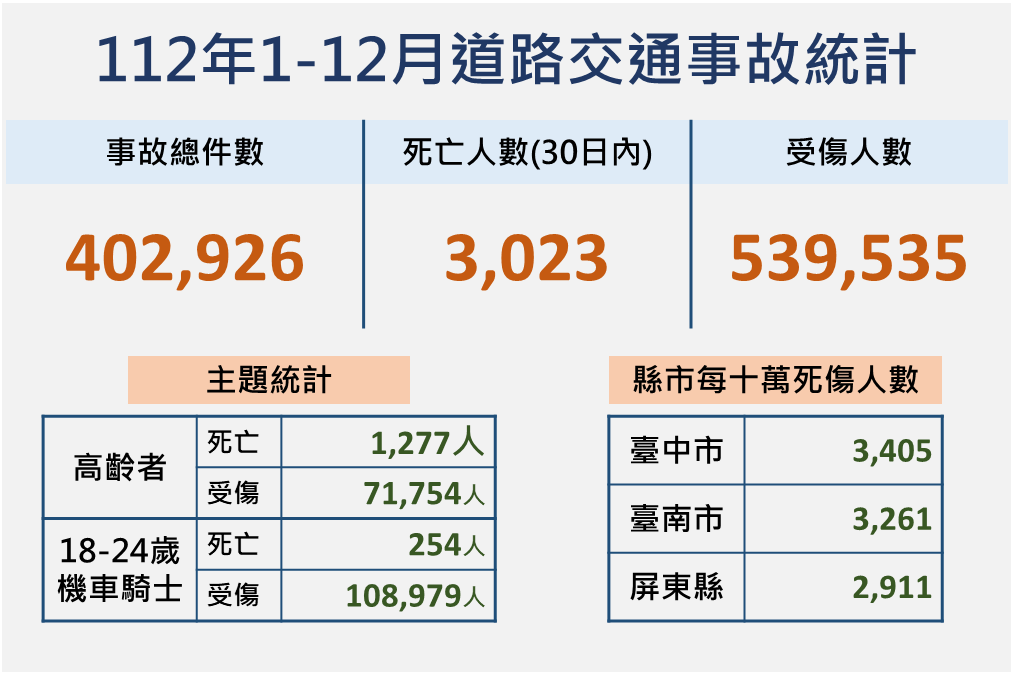 112年1-12月道路交通事故統計
事故總件數
死亡人數(30日內)
受傷人數
402,926
3,023
539,535
主題統計
高齡者
死亡
1,277人
受傷
71,754人
18-24歲
機車騎士
死亡
254人
受傷
108,979人
縣市每十萬死傷人數
臺中市
3,405
臺南市
3,261
屏東縣
2,911